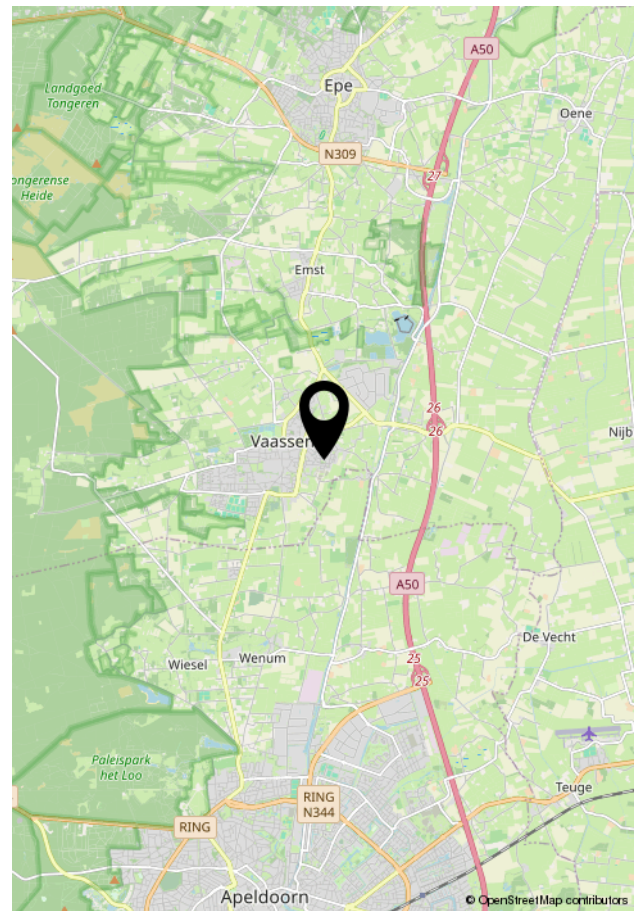 A50
Epe
Landgoed
Tongeren
Oene
N309
27
ongerense
Heide
Emst
26
26
Nijb
Vaassen
A50
De Vecht
25
25
Wiesel
Wenum
Paleispark
het Loo
Teuge
RING
N344
RING
Apeldoorn
© OpenStreetMap contributors